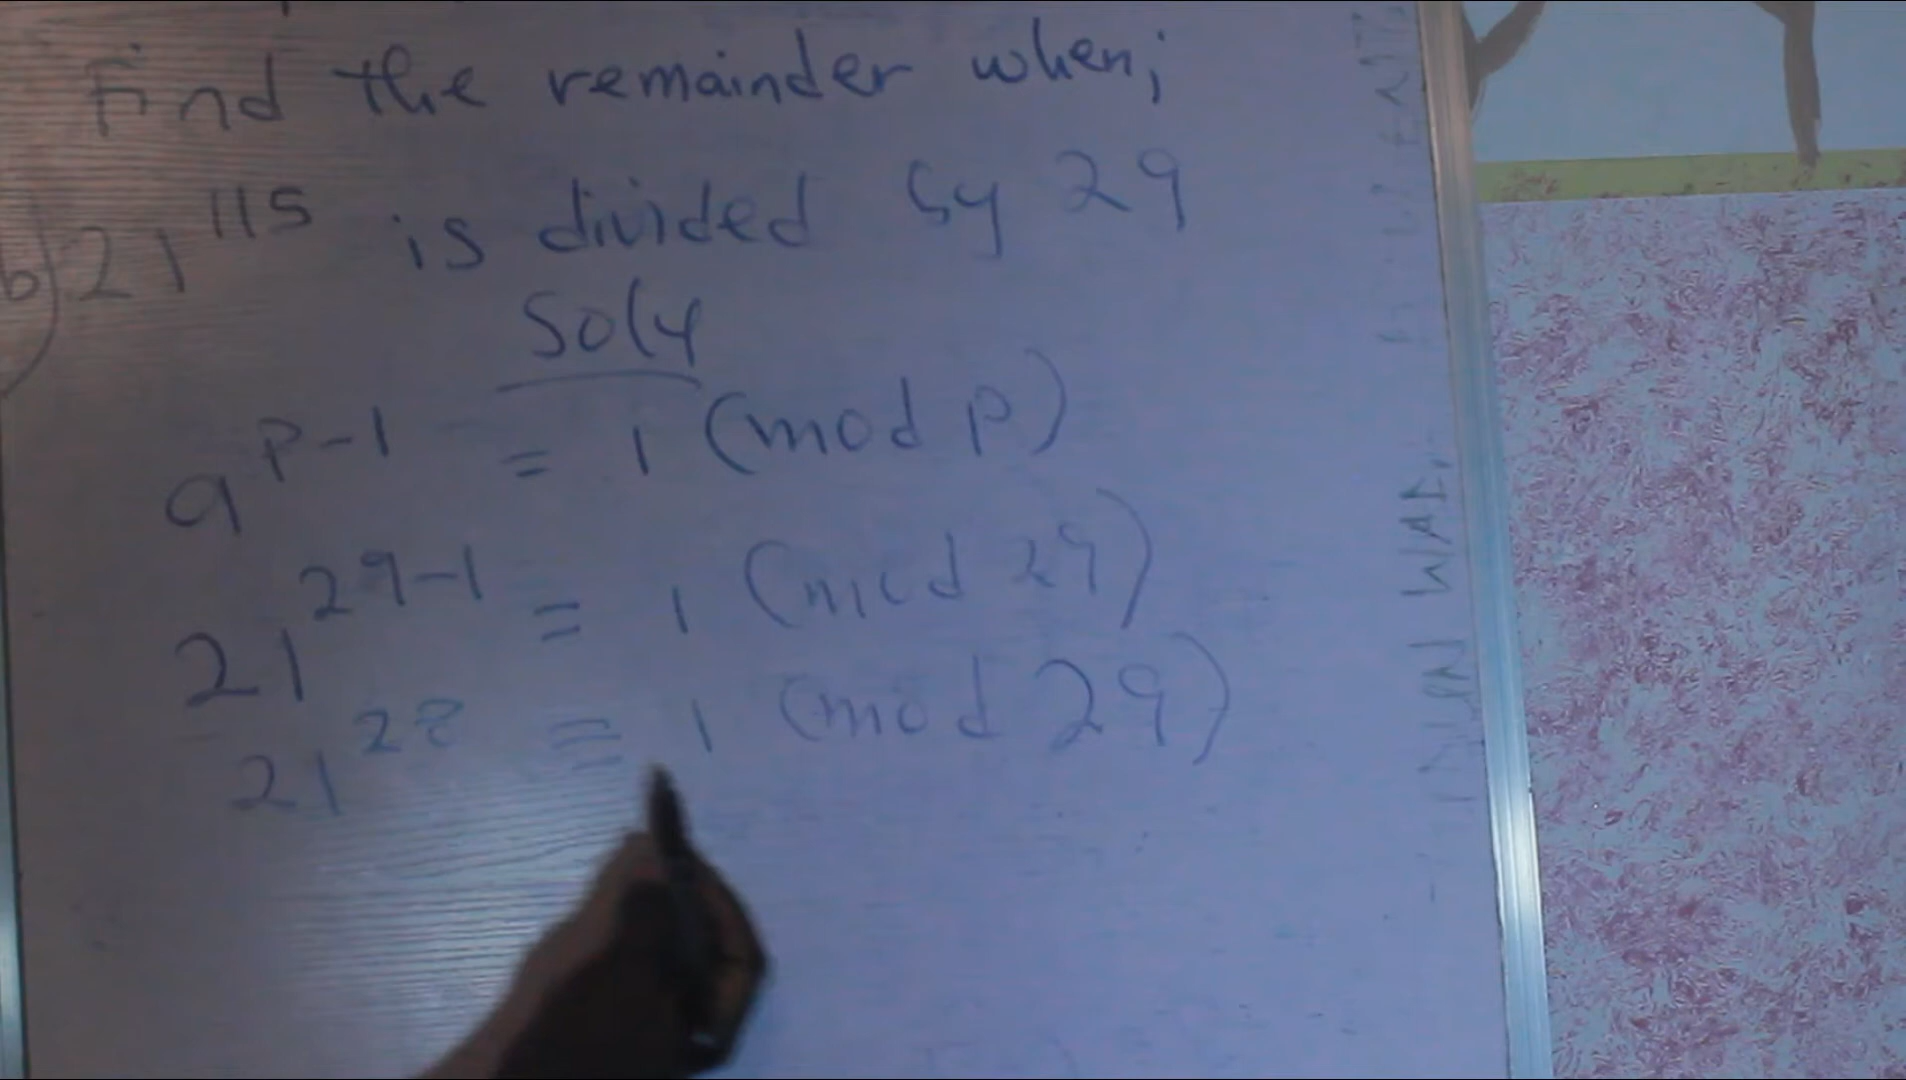 Find the remainder when;
b) 21^115 is divided by 29
Soln
a^p-1 = 1 (mod p)
21^29-1 = 1 (mod 29)
21^28 ≡ 1 (mod 29)